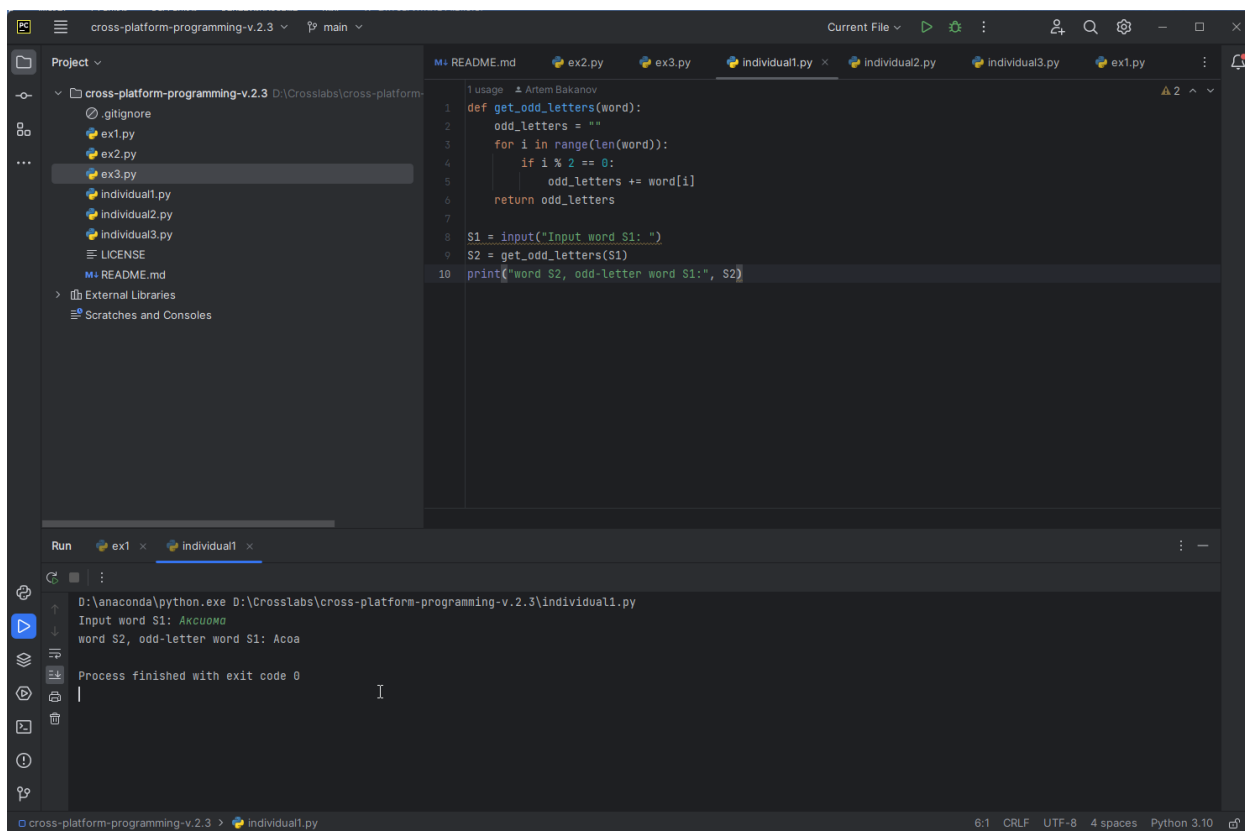 PC cross-platform-programming-v.2.3 main Current File
Project
cross-platform-programming-v.2.3 D:\Crosslabs\cross-platform-
.gitignore
ex1.py
ex2.py
ex3.py
individual1.py
individual2.py
individual3.py
LICENSE
M↓ README.md
External Libraries
Scratches and Consoles
M↓ README.md ex2.py ex3.py individual1.py individual2.py individual3.py ex1.py
1 usage Artem Bakanov
2
1 def get_odd_letters(word):
2 odd_letters = ""
3 for i in range(len(word)):
4 if i % 2 == 0:
5 odd_letters += word[i]
6 return odd_letters
7
8 S1 = input("Input word S1: ")
9 S2 = get_odd_letters(S1)
10 print("word S2, odd-letter word S1:", S2)
Run ex1 individual1
D:\anaconda\python.exe D:\Crosslabs\cross-platform-programming-v.2.3\individual1.py
Input word S1: Аксиома
word S2, odd-letter word S1: Асоа
Process finished with exit code 0
cross-platform-programming-v.2.3 > individual1.py
6:1 CRLF UTF-8 4 spaces Python 3.10